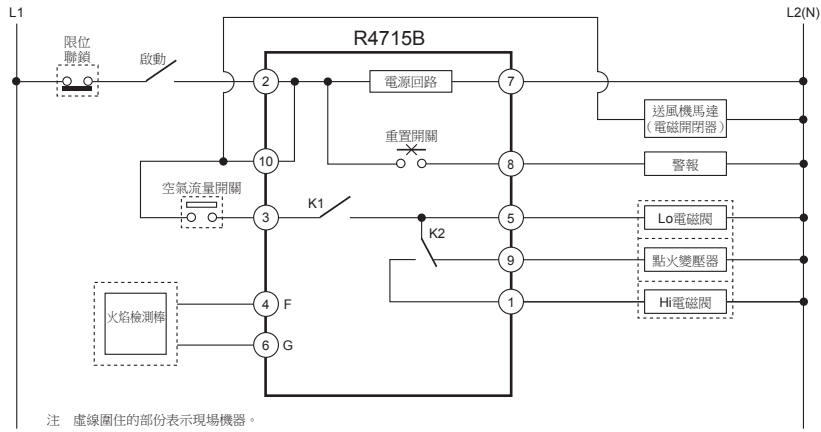 L1
L2(N)
R4715B
限位
聯鎖
啟動
2
電源回路
7
送風機馬達
（電磁開閉器）
重置開關
10
8
警報
空氣流量開關
3
K1
5
Lo電磁閥
K2
9
點火變壓器
1
Hi電磁閥
火焰檢測棒
4
F
6
G
注 虛線圍住的部份表示現場機器。